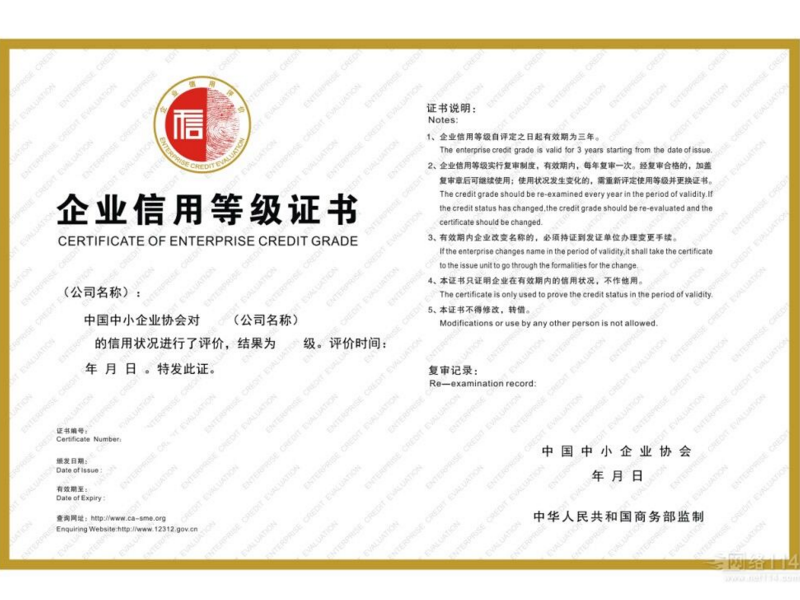 企业信用评价
信
ENTERPRISE CREDIT EVALUATION
企业信用等级证书
CERTIFICATE OF ENTERPRISE CREDIT GRADE
（公司名称）：
中国中小企业协会对 （公司名称）
的信用状况进行了评价，结果为 级。评价时间：
年 月 日 。特发此证。
证书编号：
Certificate Number:
颁发日期：
Date of Issue :
有效期至：
Date of Expiry :
查询网址：http://www.ca-sme.org
Enquiring Website:http://www.12312.gov.cn
证书说明：
Notes:
1、企业信用等级自评定之日起有效期为三年。
The enterprise credit grade is valid for 3 years starting from the date of issue.
2、企业信用等级实行复审制度，有效期内，每年复审一次。经复审合格的，加盖
复审章后可继续使用；使用状况发生变化的，需重新评定使用等级并更换证书。
The credit grade should be re-examined every year in the period of validity.If
the credit status has changed,the credit grade should be re-evaluated and the
certificate should be changed.
3、有效期内企业改变名称的，必须持证到发证单位办理变更手续。
If the enterprise changes name in the period of validity,it shall take the certificate
to the issue unit to go through the formalities for the change.
4、本证书只证明企业在有效期内的信用状况，不作他用。
The certificate is only used to prove the credit status in the period of validity.
5、本证书不得修改，转借。
Modifications or use by any other person is not allowed.
复审记录：
Re—examination record:
中国中小企业协会
年 月 日
中华人民共和国商务部监制
网络114
www.net114.com